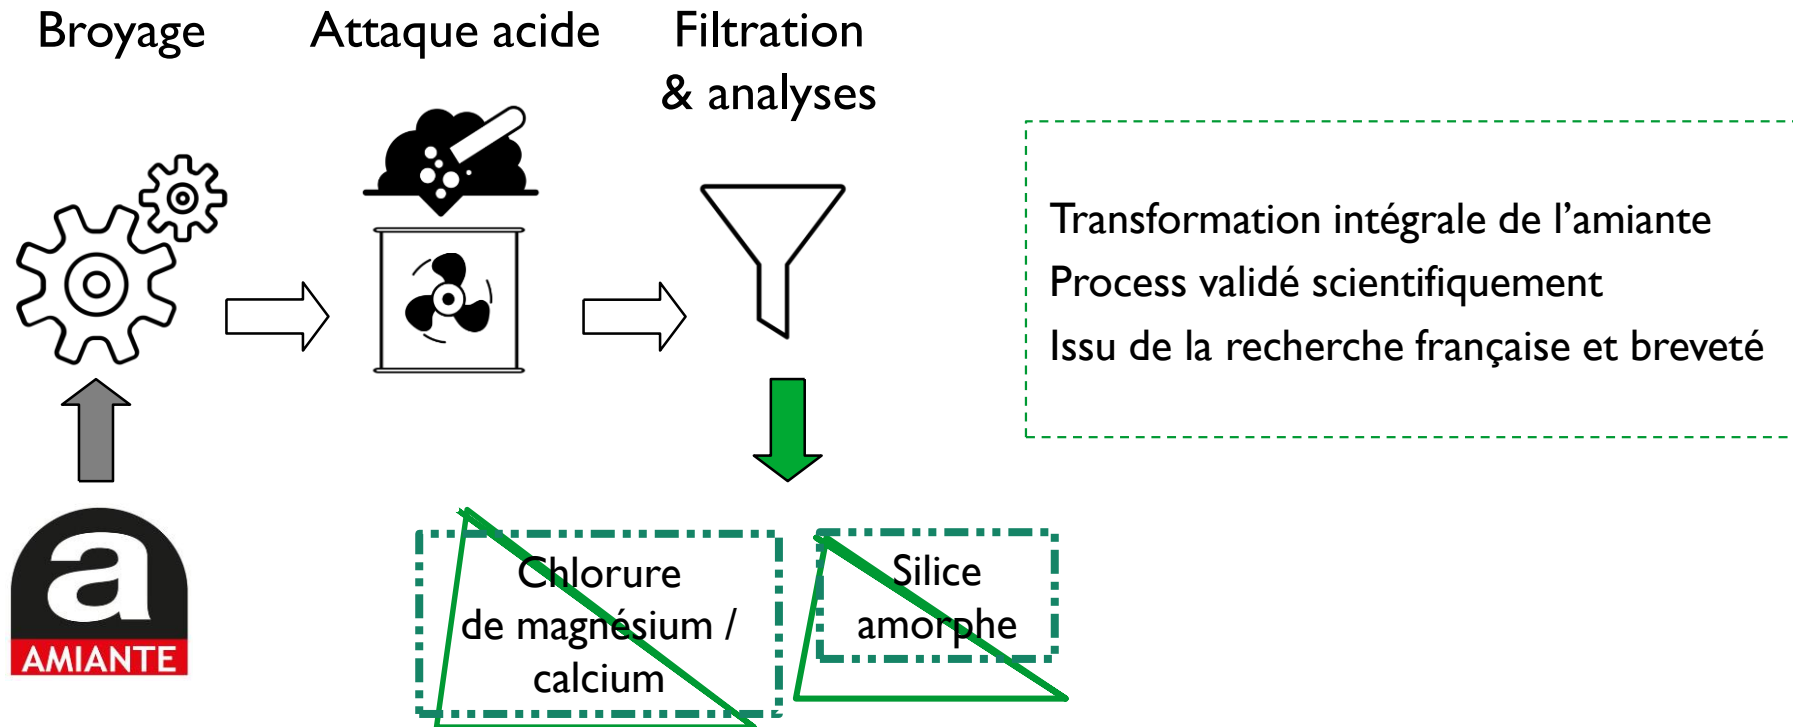 Broyage
Attaque acide
Filtration
& analyses
Transformation intégrale de l’amiante
Process validé scientifiquement
Issu de la recherche française et breveté
a
AMIANTE
Chlorure
de magnésium /
calcium
Silice
amorphe